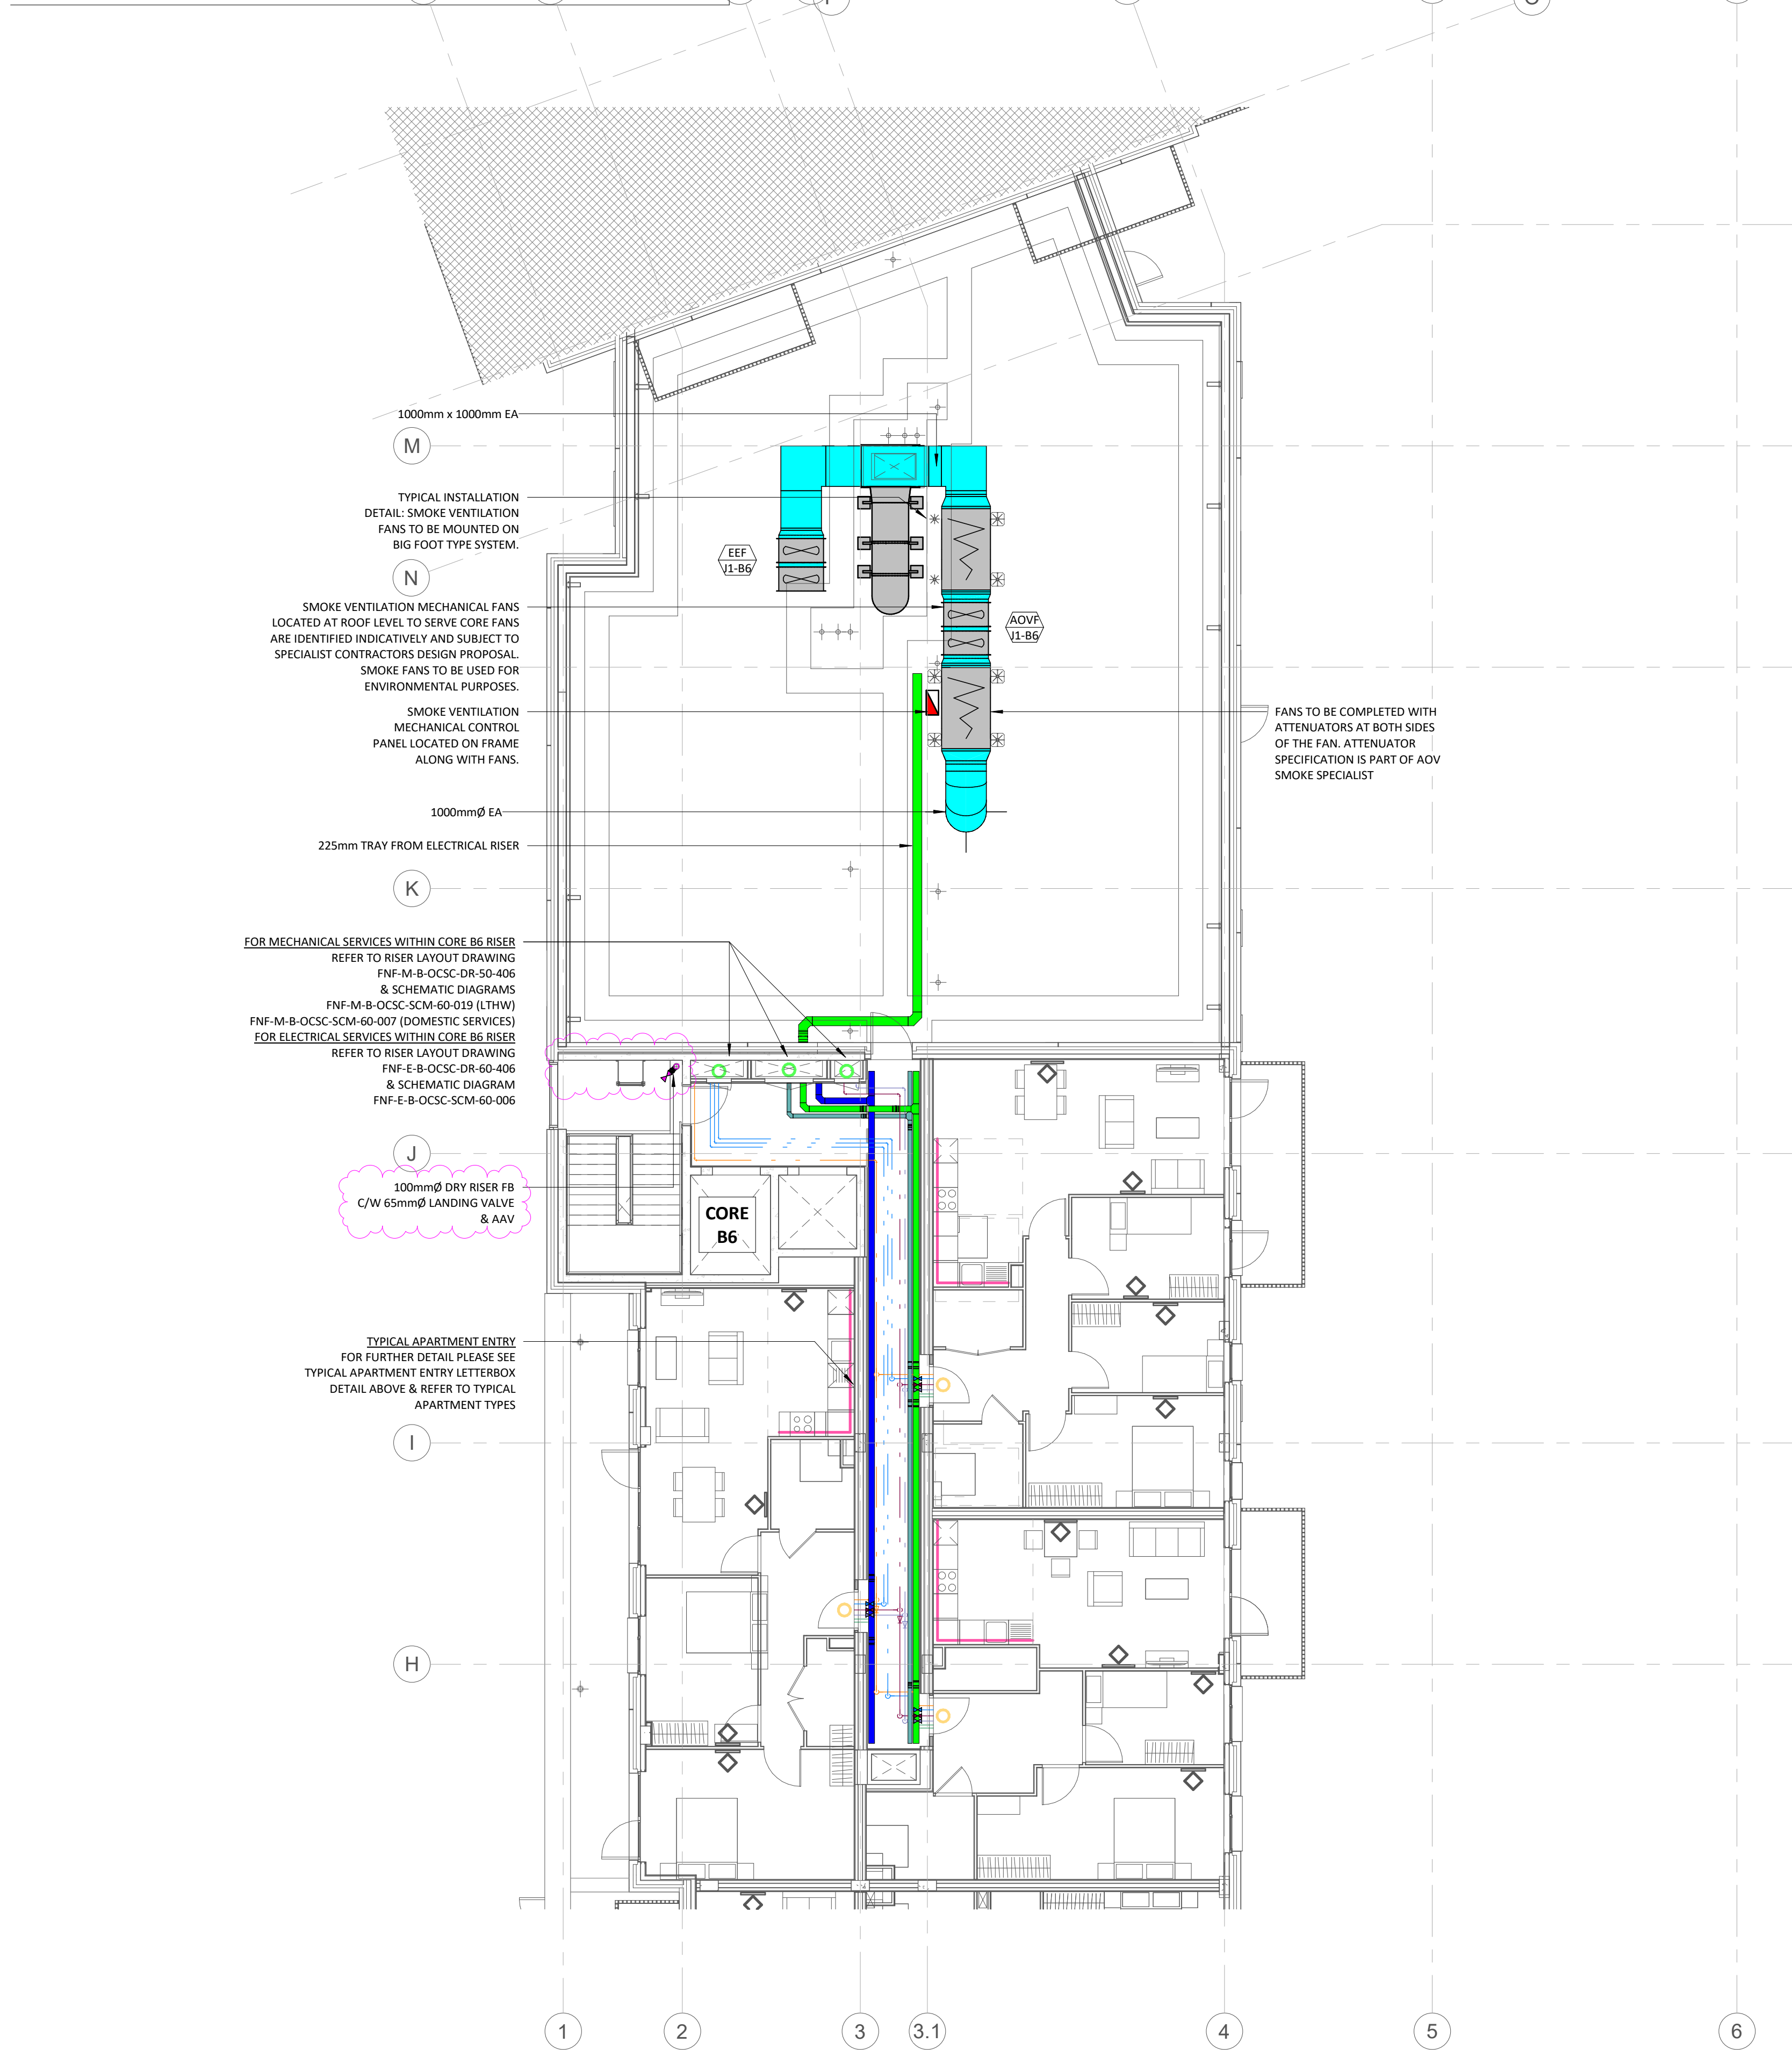 1000mm x 1000mm EA
M
TYPICAL INSTALLATION
DETAIL: SMOKE VENTILATION
FANS TO BE MOUNTED ON
BIG FOOT TYPE SYSTEM.
EEF
J1-B6
N
SMOKE VENTILATION MECHANICAL FANS
LOCATED AT ROOF LEVEL TO SERVE CORE FANS
ARE IDENTIFIED INDICATIVELY AND SUBJECT TO
SPECIALIST CONTRACTORS DESIGN PROPOSAL.
SMOKE FANS TO BE USED FOR
ENVIRONMENTAL PURPOSES.
AOVF
J1-B6
SMOKE VENTILATION
MECHANICAL CONTROL
PANEL LOCATED ON FRAME
ALONG WITH FANS.
FANS TO BE COMPLETED WITH
ATTENUATORS AT BOTH SIDES
OF THE FAN. ATTENUATOR
SPECIFICATION IS PART OF AOV
SMOKE SPECIALIST
1000mmØ EA
225mm TRAY FROM ELECTRICAL RISER
K
FOR MECHANICAL SERVICES WITHIN CORE B6 RISER
REFER TO RISER LAYOUT DRAWING
FNF-M-B-OCSC-DR-50-406
& SCHEMATIC DIAGRAMS
FNF-M-B-OCSC-SCM-60-019 (LTHW)
FNF-M-B-OCSC-SCM-60-007 (DOMESTIC SERVICES)
FOR ELECTRICAL SERVICES WITHIN CORE B6 RISER
REFER TO RISER LAYOUT DRAWING
FNF-E-B-OCSC-DR-60-406
& SCHEMATIC DIAGRAM
FNF-E-B-OCSC-SCM-60-006
J
100mmØ DRY RISER FB
C/W 65mmØ LANDING VALVE
& AAV
CORE
B6
TYPICAL APARTMENT ENTRY
FOR FURTHER DETAIL PLEASE SEE
TYPICAL APARTMENT ENTRY LETTERBOX
DETAIL ABOVE & REFER TO TYPICAL
APARTMENT TYPES
I
H
1
2
3
3.1
4
5
6